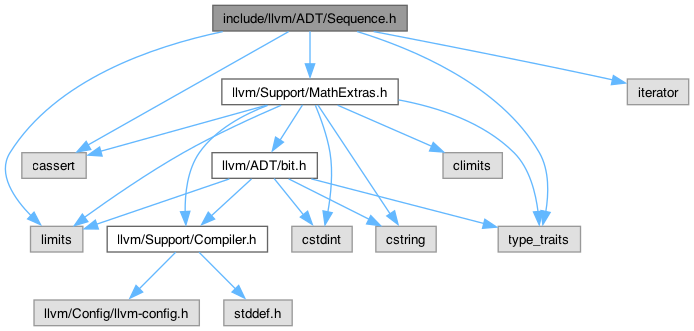 include/llvm/ADT/Sequence.h
llvm/Support/MathExtras.h
iterator
cassert
llvm/ADT/bit.h
climits
limits
llvm/Support/Compiler.h
cstdint
cstring
type_traits
llvm/Config/llvm-config.h
stddef.h